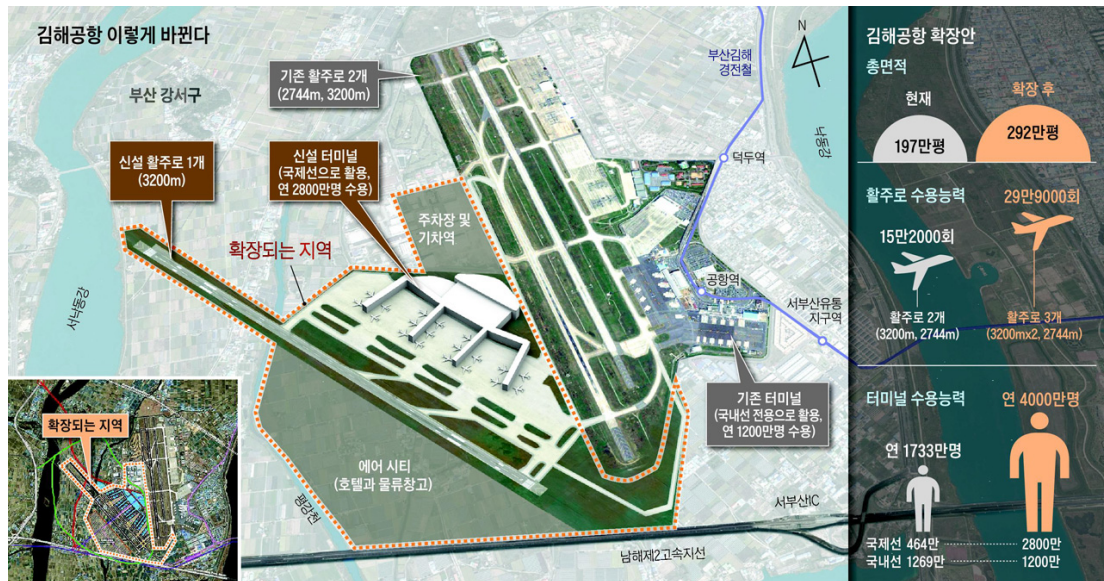 김해공항 이렇게 바뀐다
부산 강서구
기존 활주로 2개
(2744m, 3200m)
부산김해
경전철
N
낙동강
덕두역
신설 활주로 1개
(3200m)
신설 터미널
(국제선으로 활용,
연 2800만명 수용)
주차장 및
기차역
확장되는 지역
서낙동강
공항역
서부산유통
지구역
기존 터미널
(국내선 전용으로 활용,
연 1200만명 수용)
에어 시티
(호텔과 물류창고)
평강천
서부산IC
남해제2고속지선
확장되는 지역
김해공항 확장안
총면적
현재
197만평
확장 후
292만평
활주로 수용능력
15만2000회
활주로 2개
(3200m, 2744m)
29만9000회
활주로 3개
(3200mx2, 2744m)
터미널 수용능력
연 1733만명
연 4000만명
국제선 464만 2800만
국내선 1269만 1200만